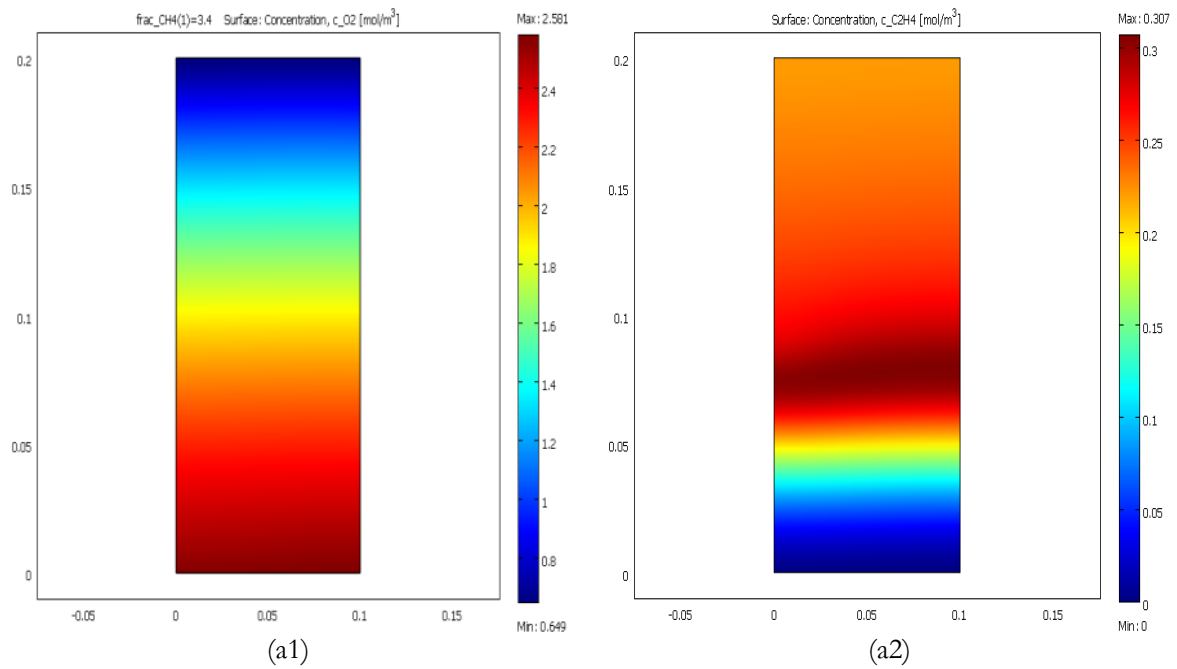 frac_CH4(1)=3.4 Surface: Concentration, c_O2 [mol/m³]
Max: 2.581
0.2
0.15
0.1
0.05
0
-0.05 0 0.05 0.1 0.15
2.4
2.2
2
1.8
1.6
1.4
1.2
1
0.8
Min: 0.649
(a1)
Surface: Concentration, c_C2H4 [mol/m³]
Max: 0.307
0.2
0.15
0.1
0.05
0
-0.05 0 0.05 0.1 0.15
0.3
0.25
0.2
0.15
0.1
0.05
0
Min: 0
(a2)